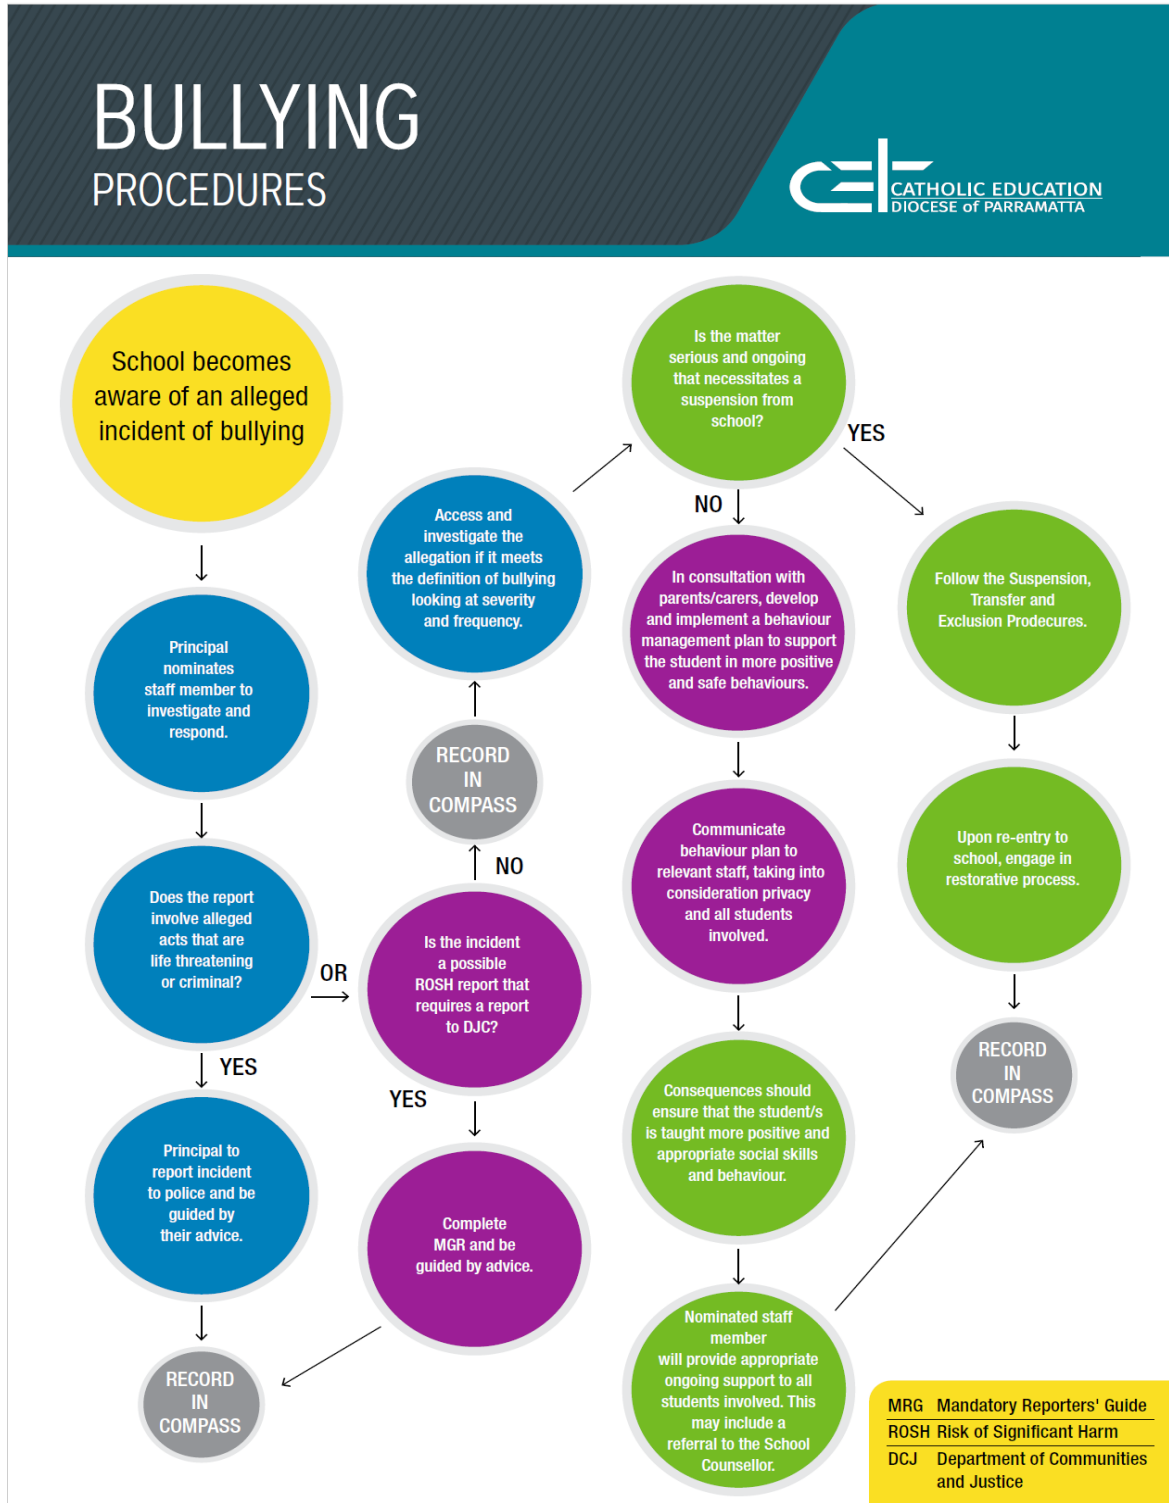 BULLYING
PROCEDURES
CATHOLIC EDUCATION
DIOCESE of PARRAMATTA
School becomes
aware of an alleged
incident of bullying
Principal
nominates
staff member to
investigate and
respond.
Does the report
involve alleged
acts that are
life threatening
or criminal?
OR
YES
Principal to
report incident
to police and be
guided by
their advice.
RECORD
IN
COMPASS
Access and
investigate the
allegation if it meets
the definition of bullying
looking at severity
and frequency.
RECORD
IN
COMPASS
NO
Is the incident
a possible
ROSH report that
requires a report
to DJC?
YES
Complete
MGR and be
guided by advice.
Is the matter
serious and ongoing
that necessitates a
suspension from
school?
YES
NO
In consultation with
parents/carers, develop
and implement a behaviour
management plan to support
the student in more positive
and safe behaviours.
Communicate
behaviour plan to
relevant staff, taking into
consideration privacy
and all students
involved.
Consequences should
ensure that the student/s
is taught more positive and
appropriate social skills
and behaviour.
Nominated staff
member
will provide appropriate
ongoing support to all
students involved. This
may include a
referral to the School
Counsellor.
Follow the Suspension,
Transfer and
Exclusion Prodecures.
Upon re-entry to
school, engage in
restorative process.
RECORD
IN
COMPASS
MRG Mandatory Reporters' Guide
ROSH Risk of Significant Harm
DCJ Department of Communities
and Justice